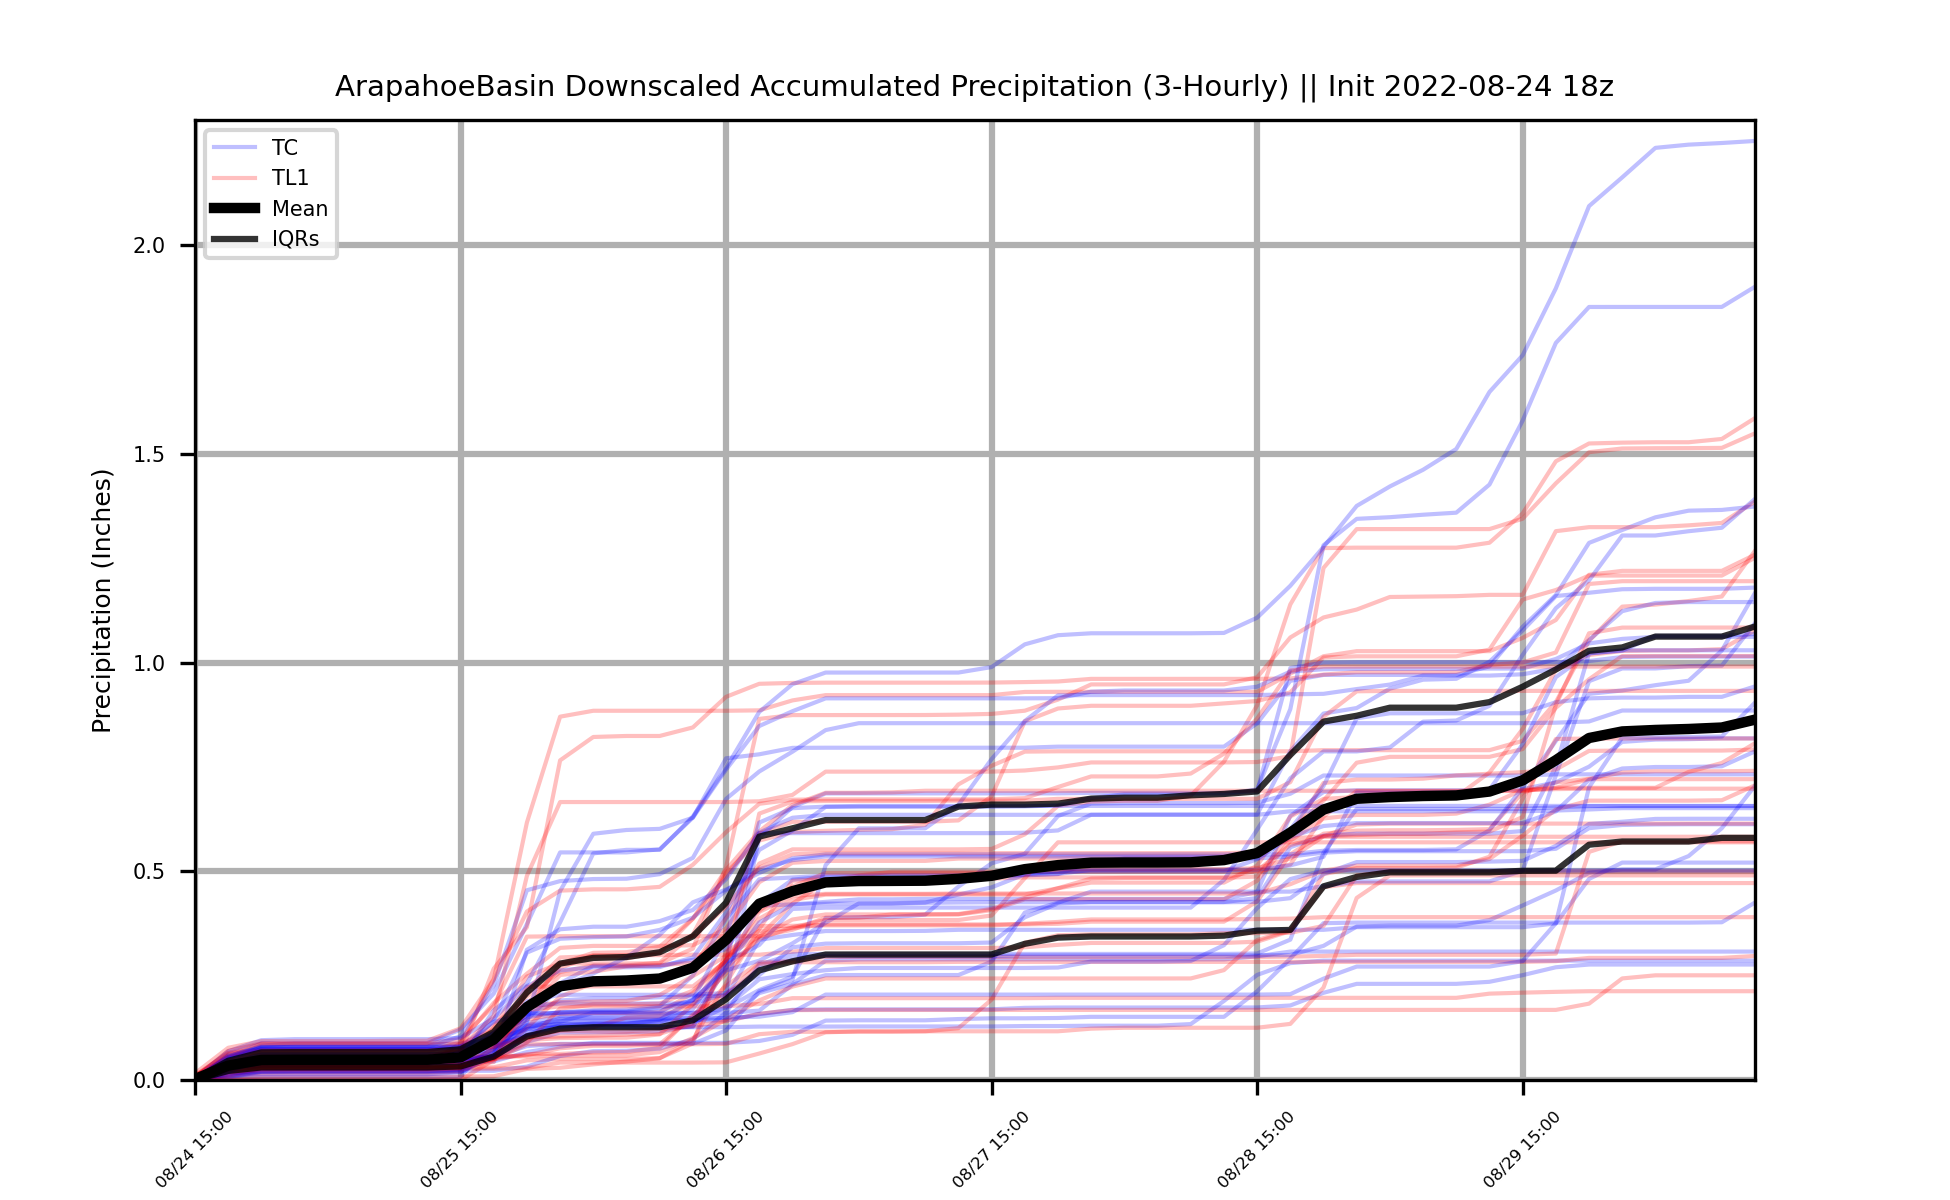 ArapahoeBasin Downscaled Accumulated Precipitation (3-Hourly) || Init 2022-08-24 18z
TC
TL1
Mean
IQRs
Precipitation (Inches)
2.0
1.5
1.0
0.5
0.0
08/24 15:00
08/25 15:00
08/26 15:00
08/27 15:00
08/28 15:00
08/29 15:00